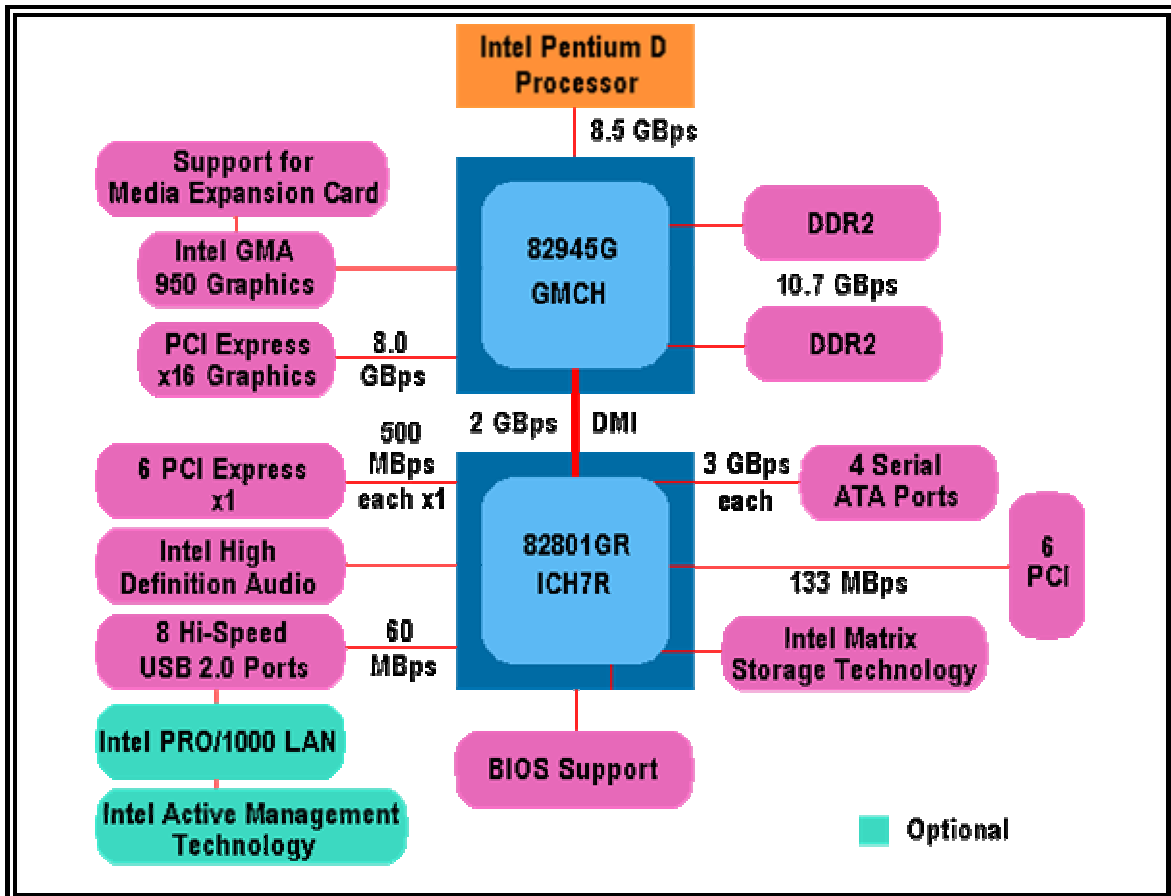 Intel Pentium D
Processor
8.5 GBps
Support for
Media Expansion Card
Intel GMA
950 Graphics
PCI Express
x16 Graphics
8.0
GBps
82945G
GMCH
DDR2
10.7 GBps
DDR2
2 GBps
DMI
6 PCI Express
x1
500
MBps
each x1
Intel High
Definition Audio
8 Hi-Speed
USB 2.0 Ports
60
MBps
82801GR
ICH7R
3 GBps
each
4 Serial
ATA Ports
133 MBps
6
PCI
Intel Matrix
Storage Technology
Intel PRO/1000 LAN
Intel Active Management
Technology
BIOS Support
Optional